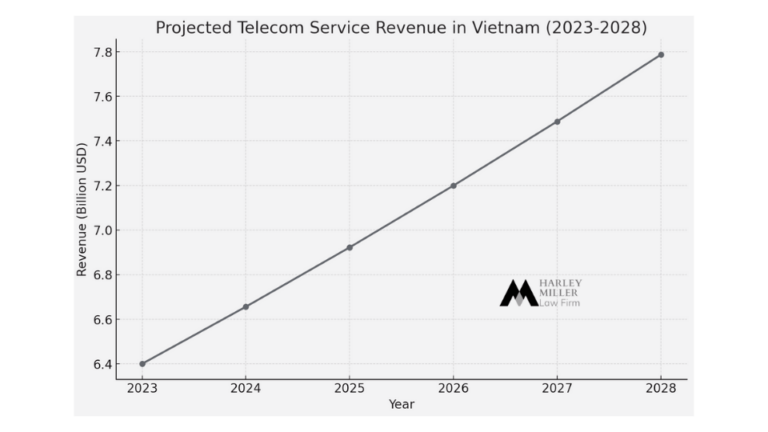 Projected Telecom Service Revenue in Vietnam (2023-2028)
Revenue (Billion USD)
7.8
7.6
7.4
7.2
7.0
6.8
6.6
6.4
HARLEY
MILLER
Law Firm
2023 2024 2025 2026 2027 2028
Year